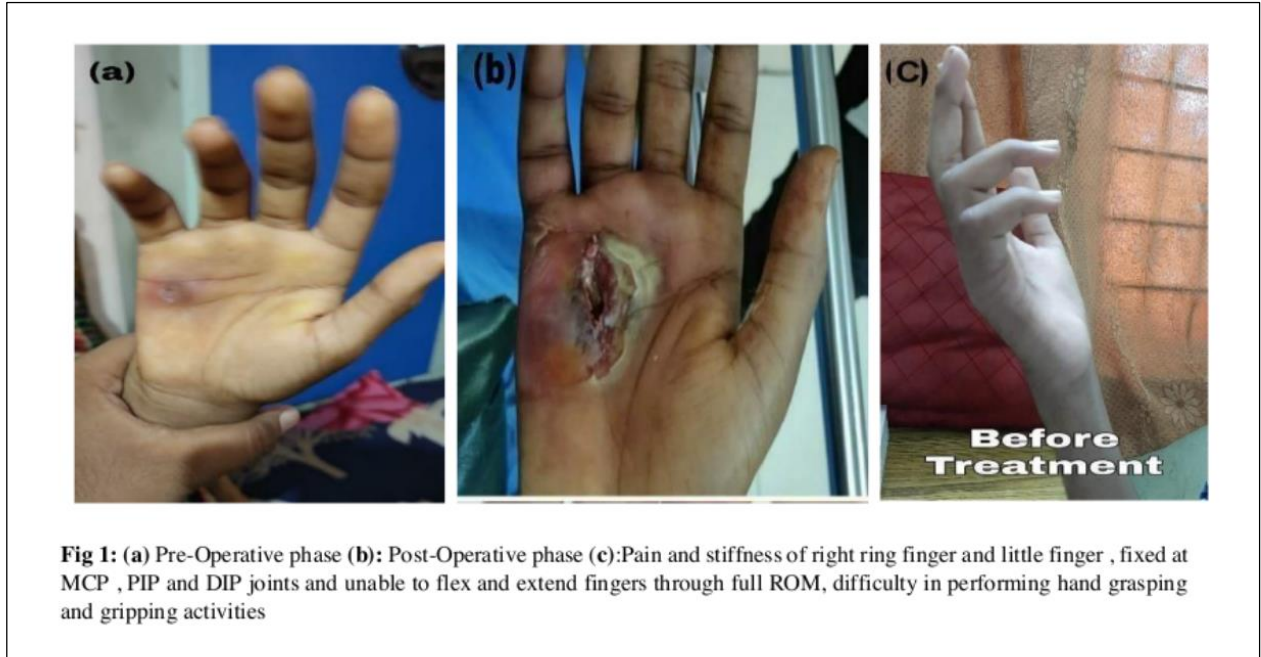 (a)
(b)
(C)
Before
Treatment
Fig 1: (a) Pre-Operative phase (b): Post-Operative phase (c):Pain and stiffness of right ring finger and little finger , fixed at
MCP , PIP and DIP joints and unable to flex and extend fingers through full ROM, difficulty in performing hand grasping
and gripping activities